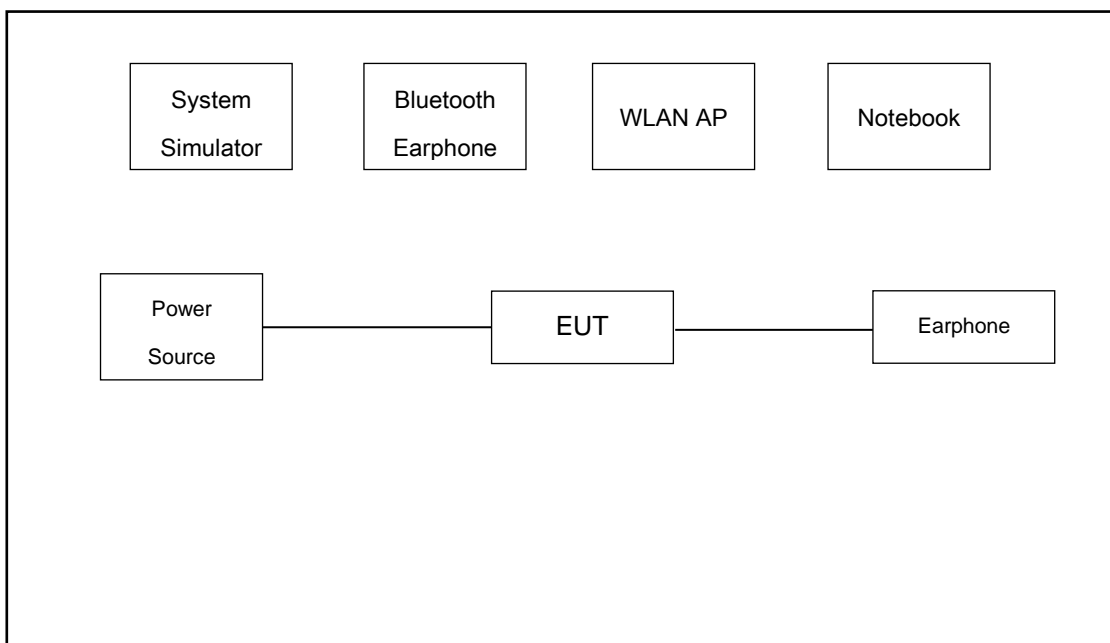 System
Simulator
Bluetooth
Earphone
WLAN AP
Notebook
Power
Source
EUT
Earphone